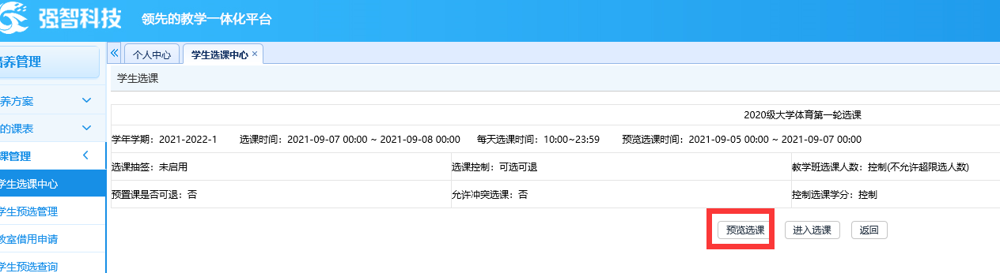 强智科技 领先的教学一体化平台
培养管理
养方案
的课表
课管理
学生选课中心
学生预选管理
教室借用申请
学生预选查询
个人中心 学生选课中心 ×
学生选课
2020级大学体育第一轮选课
学年学期：2021-2022-1 选课时间：2021-09-07 00:00 ~ 2021-09-08 00:00 每天选课时间：10:00~23:59 预览选课时间：2021-09-05 00:00 ~ 2021-09-07 00:00
选课抽签：未启用 选课控制：可选可退 教学班选课人数：控制(不允许超限选人数)
预置课是否可退：否 允许冲突选课：否 控制选课学分：控制
预览选课 进入选课 返回